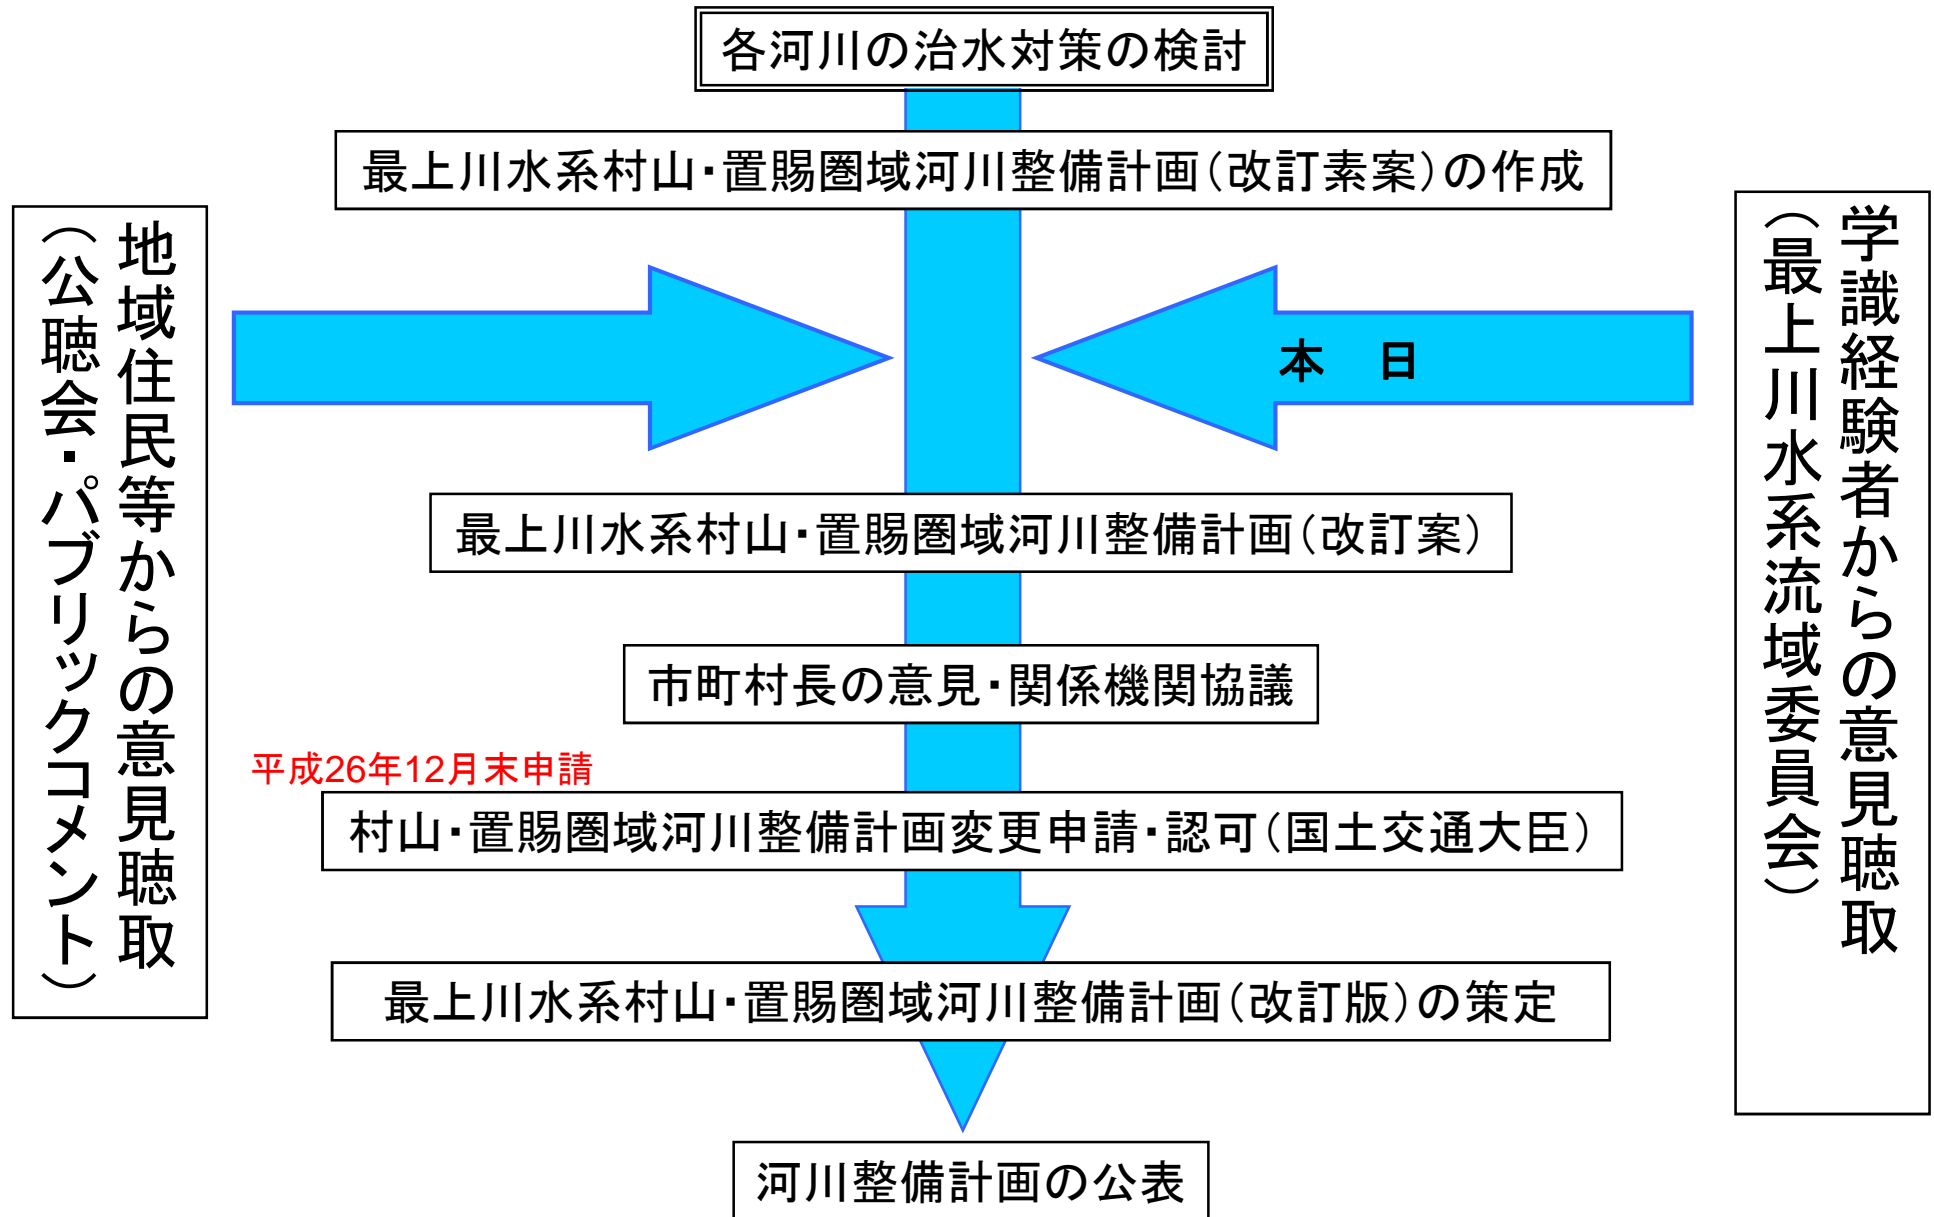 各河川の治水対策の検討
最上川水系村山・置賜圏域河川整備計画（改訂素案）の作成
地域住民等からの意見聴取
（公聴会・パブリックコメント）
本　日
学識経験者からの意見聴取
（最上川水系流域委員会）
最上川水系村山・置賜圏域河川整備計画（改訂案）
市町村長の意見・関係機関協議
平成26年12月末申請
村山・置賜圏域河川整備計画変更申請・認可（国土交通大臣）
最上川水系村山・置賜圏域河川整備計画（改訂版）の策定
河川整備計画の公表